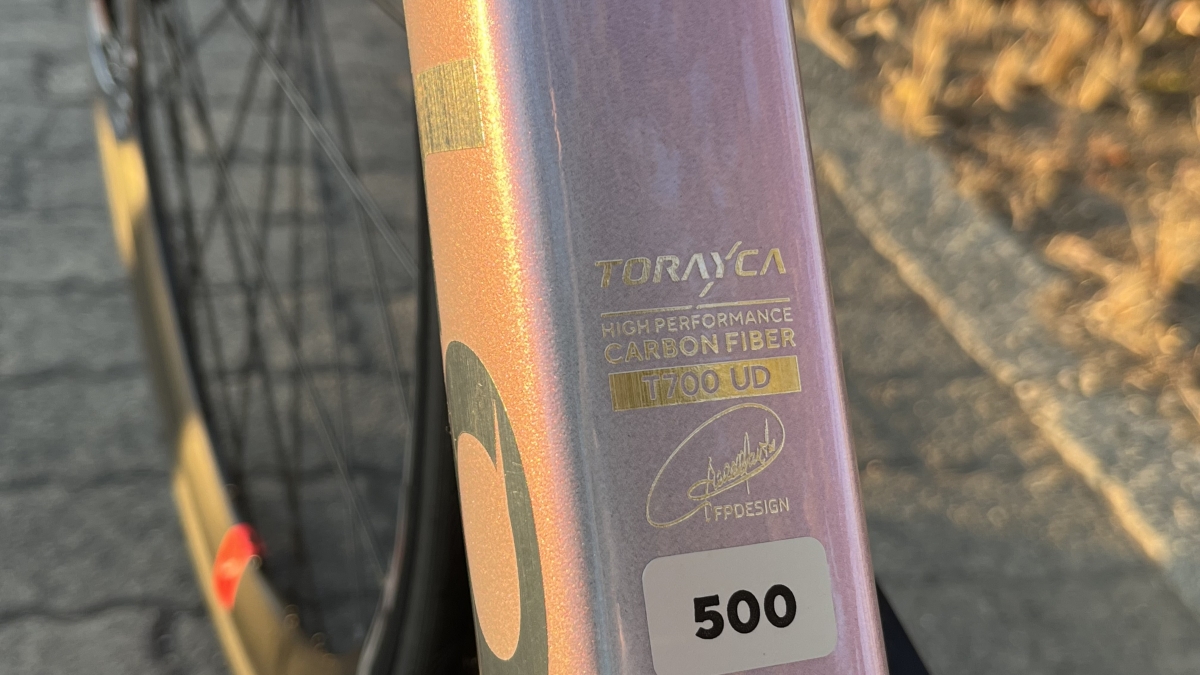 TORAYCA
HIGH PERFORMANCE
CARBON FIBER
T700 UD
FPDESIGN
500